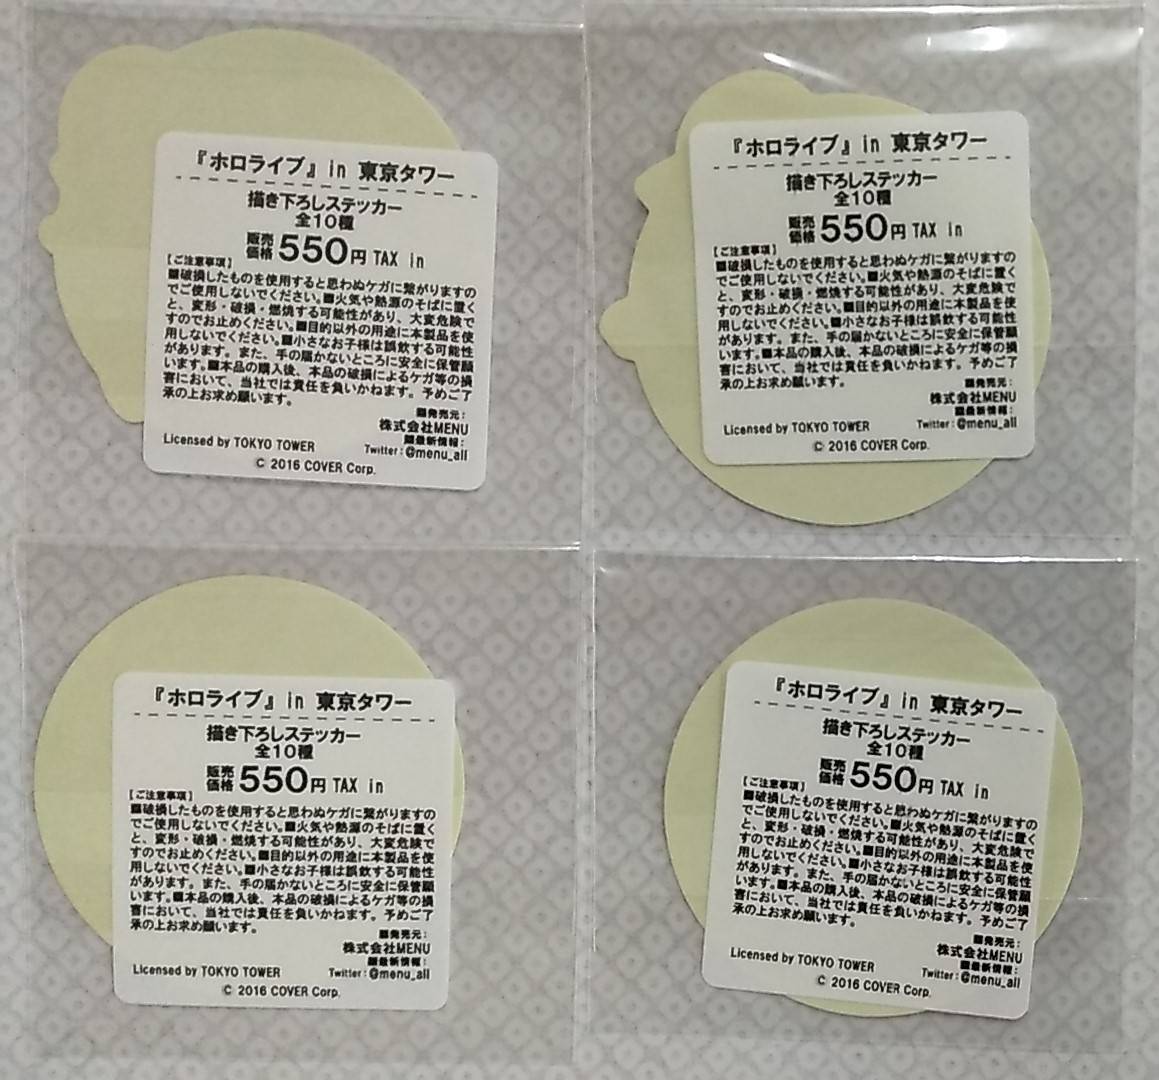 『ホロライブ』in 東京タワー
描き下ろしステッカー
全10種
販売価格 550円 TAX in
【ご注意事項】
■破損したものを使用すると思わぬケガに繋がりますの
でご使用しないでください。■火気や熱源のそばに置く
と、変形・破損・燃焼する可能性があり、大変危険で
すのでお止めください。■目的以外の用途に本製品を使
用しないでください。■小さなお子様は誤飲する可能性
があります。また、手の届かないところに安全に保管願
います。■本品の購入後、本品の破損によるケガ等の損
害において、当社では責任を負いかねます。予めご了
承の上お求め願います。
■発売元:
株式会社MENU
■最新情報:
Licensed by TOKYO TOWER Twitter:@menu_all
© 2016 COVER Corp.
『ホロライブ』in 東京タワー
描き下ろしステッカー
全10種
販売価格 550円 TAX in
【ご注意事項】
■破損したものを使用すると思わぬケガに繋がりますの
でご使用しないでください。■火気や熱源のそばに置く
と、変形・破損・燃焼する可能性があり、大変危険で
すのでお止めください。■目的以外の用途に本製品を使
用しないでください。■小さなお子様は誤飲する可能性
があります。また、手の届かないところに安全に保管願
います。■本品の購入後、本品の破損によるケガ等の損
害において、当社では責任を負いかねます。予めご了
承の上お求め願います。
■発売元:
株式会社MENU
■最新情報:
Licensed by TOKYO TOWER Twitter:@menu_all
© 2016 COVER Corp.
『ホロライブ』in 東京タワー
描き下ろしステッカー
全10種
販売価格 550円 TAX in
【ご注意事項】
■破損したものを使用すると思わぬケガに繋がりますの
でご使用しないでください。■火気や熱源のそばに置く
と、変形・破損・燃焼する可能性があり、大変危険で
すのでお止めください。■目的以外の用途に本製品を使
用しないでください。■小さなお子様は誤飲する可能性
があります。また、手の届かないところに安全に保管願
います。■本品の購入後、本品の破損によるケガ等の損
害において、当社では責任を負いかねます。予めご了
承の上お求め願います。
■発売元:
株式会社MENU
■最新情報:
Licensed by TOKYO TOWER Twitter:@menu_all
© 2016 COVER Corp.
『ホロライブ』in 東京タワー
描き下ろしステッカー
全10種
販売価格 550円 TAX in
【ご注意事項】
■破損したものを使用すると思わぬケガに繋がりますの
でご使用しないでください。■火気や熱源のそばに置く
と、変形・破損・燃焼する可能性があり、大変危険で
すのでお止めください。■目的以外の用途に本製品を使
用しないでください。■小さなお子様は誤飲する可能性
があります。また、手の届かないところに安全に保管願
います。■本品の購入後、本品の破損によるケガ等の損
害において、当社では責任を負いかねます。予めご了
承の上お求め願います。
■発売元:
株式会社MENU
■最新情報:
Licensed by TOKYO TOWER Twitter:@menu_all
© 2016 COVER Corp.